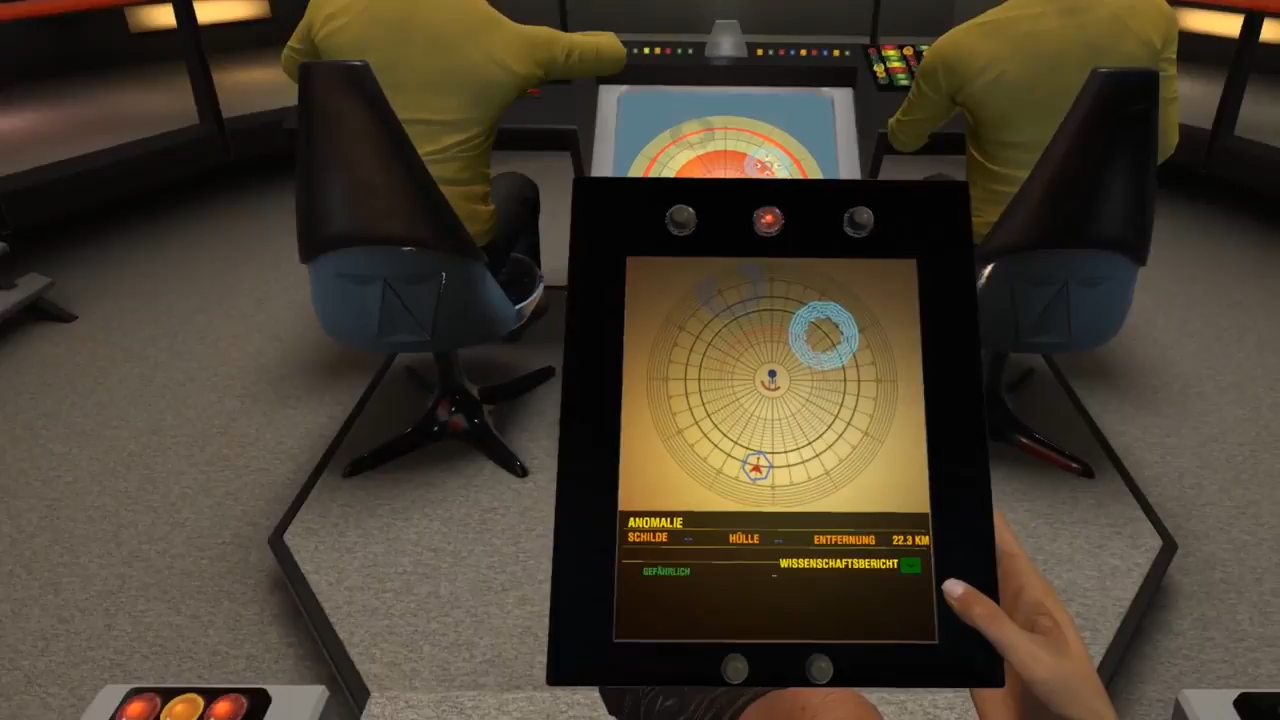 ANOMALIE
SCHILDE -- HÜLLE -- ENTFERNUNG 22.3 KM
WISSENSCHAFTSBERICHT
GEFÄHRLICH